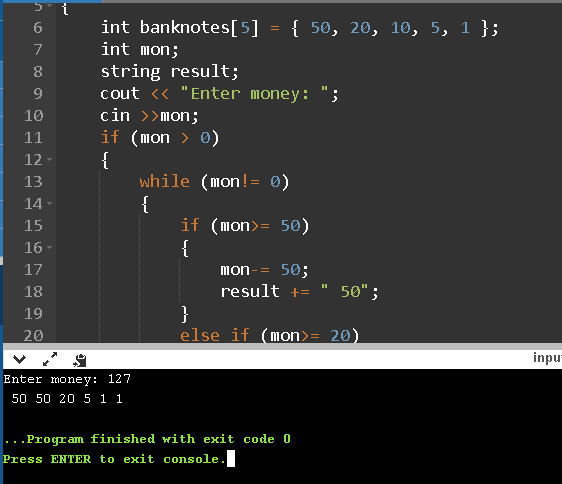 5 {
6 int banknotes[5] = { 50, 20, 10, 5, 1 };
7 int mon;
8 string result;
9 cout << "Enter money: ";
10 cin >>mon;
11 if (mon > 0)
12 {
13 while (mon!= 0)
14 {
15 if (mon>= 50)
16 {
17 mon-= 50;
18 result += " 50";
19 }
20 else if (mon>= 20)
inpu
Enter money: 127
50 50 20 5 1 1
...Program finished with exit code 0
Press ENTER to exit console.